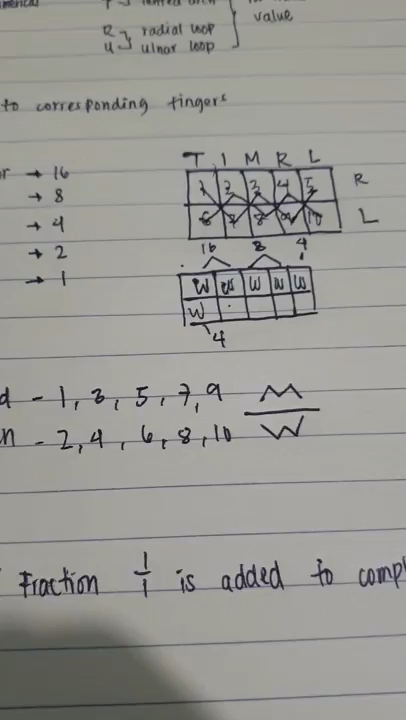 R } radial loop
U } ulnar loop
value
to corresponding fingers
→ 16
→ 8
→ 4
→ 2
→ 1
T I M R L
1 2 3 4 5 R
6 7 8 9 10 L
16 8 4
W W W W W
W
4
- 1, 3, 5, 7, 9 M
- 2, 4, 6, 8, 10 W
Fraction 1/1 is added to